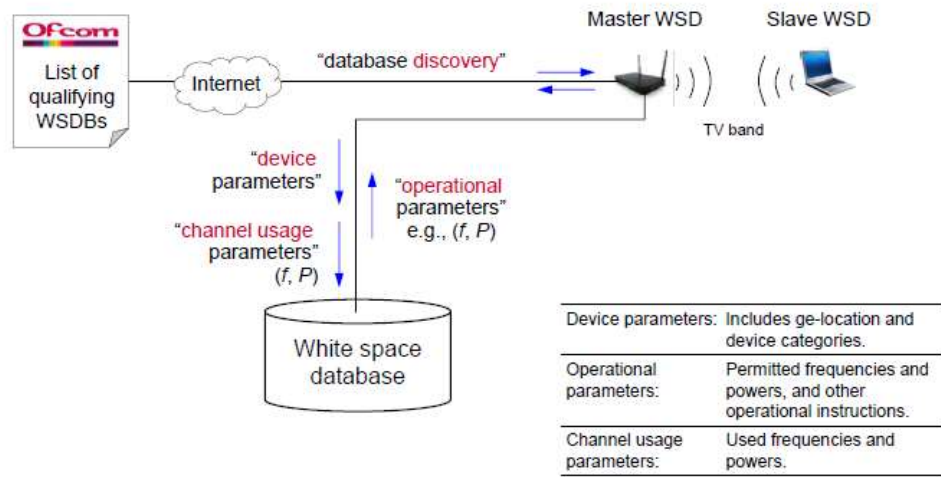 Ofcom
List of
qualifying
WSDBs
Internet
“database discovery”
Master WSD
Slave WSD
TV band
“device
parameters”
“operational
parameters”
e.g., (f, P)
“channel usage
parameters”
(f, P)
White space
database
Device parameters: Includes ge-location and
device categories.
Operational Permitted frequencies and
parameters: powers, and other
operational instructions.
Channel usage Used frequencies and
parameters: powers.